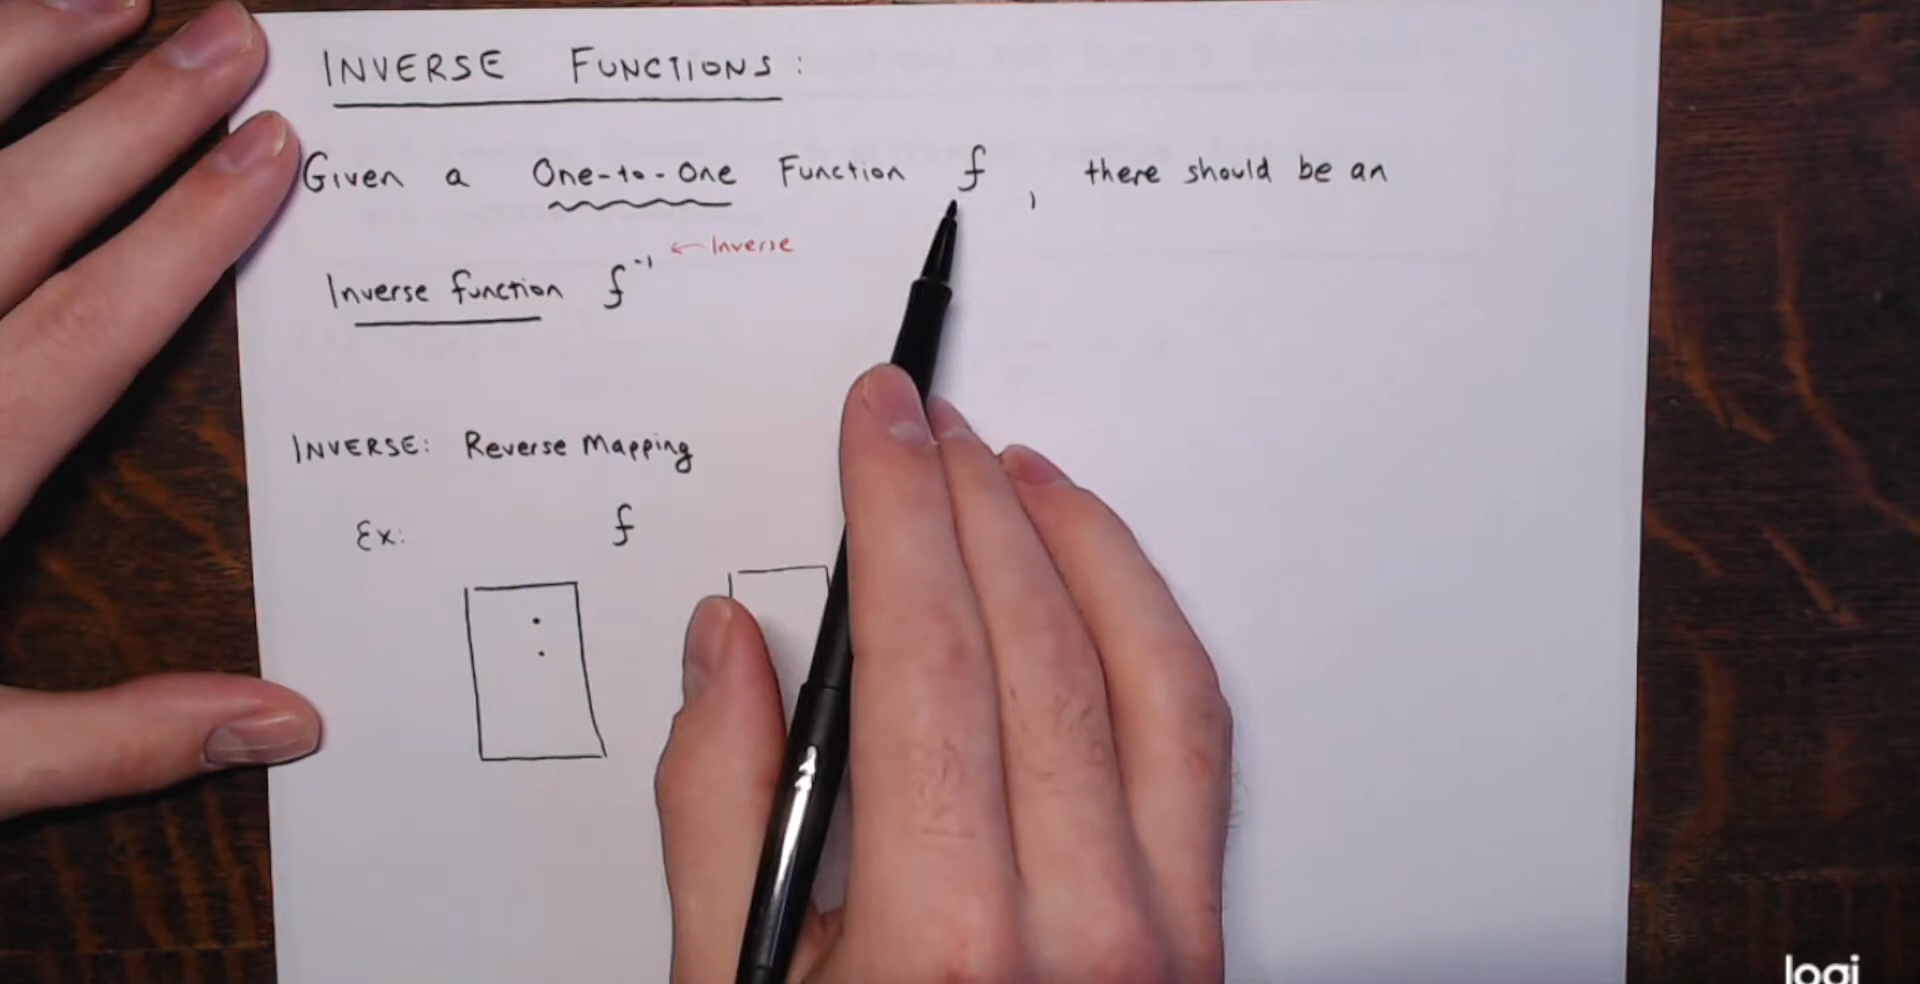 INVERSE FUNCTIONS:
Given a One-to-One Function f, there should be an
Inverse function f⁻¹ ← Inverse
INVERSE: Reverse Mapping
Ex: f
logi